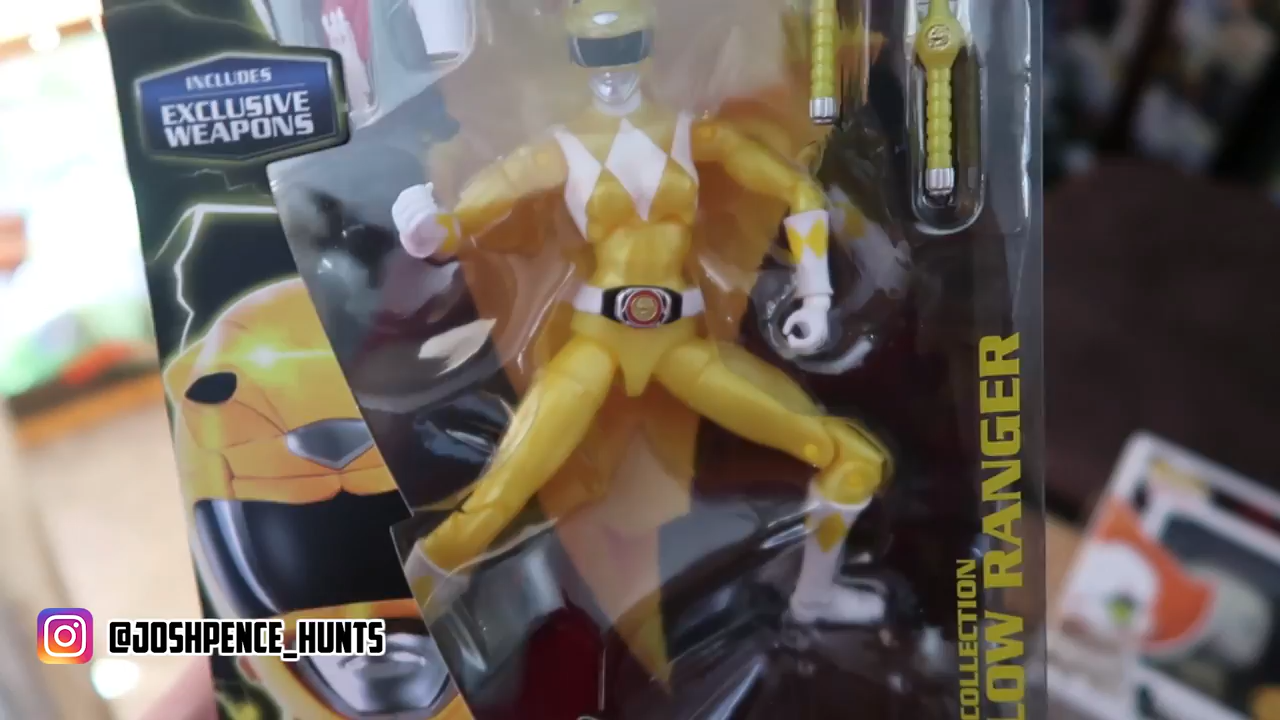 INCLUDES
EXCLUSIVE
WEAPONS
COLLECTION
LOW RANGER
@JOSHPENCE_HUNTS